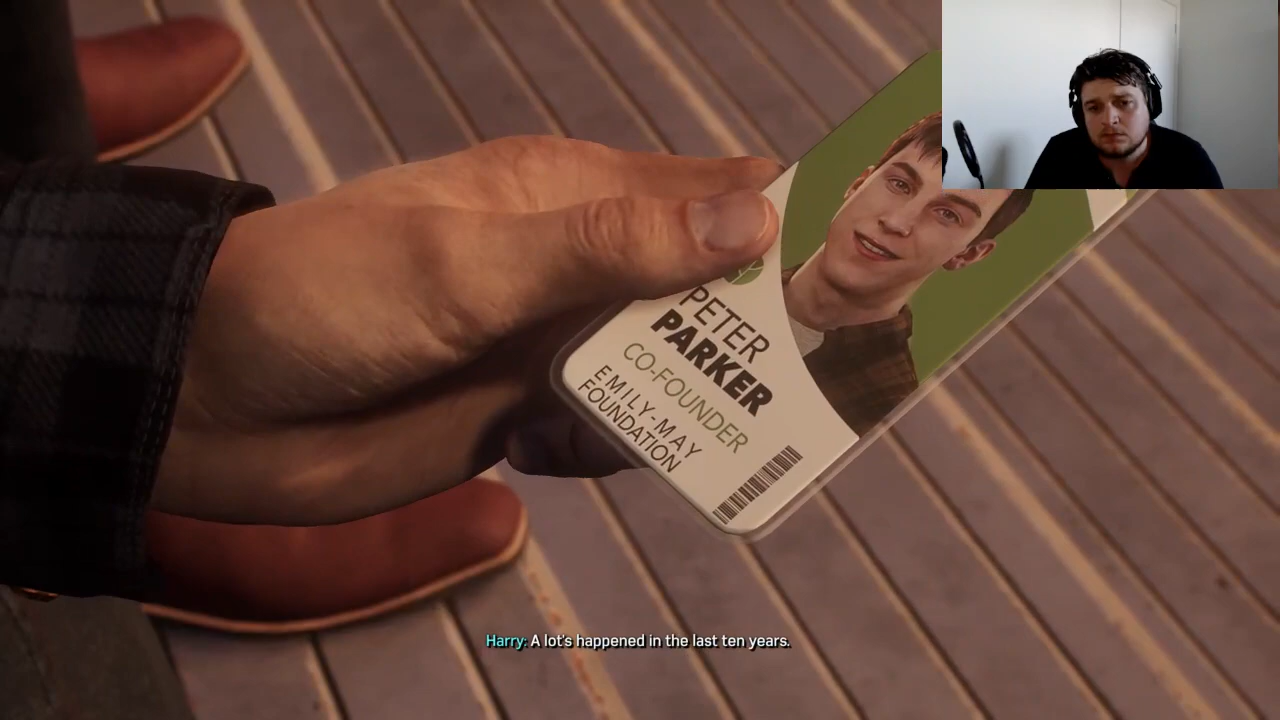 PETER
PARKER
CO-FOUNDER
EMILY-MAY
FOUNDATION
Harry: A lot's happened in the last ten years.